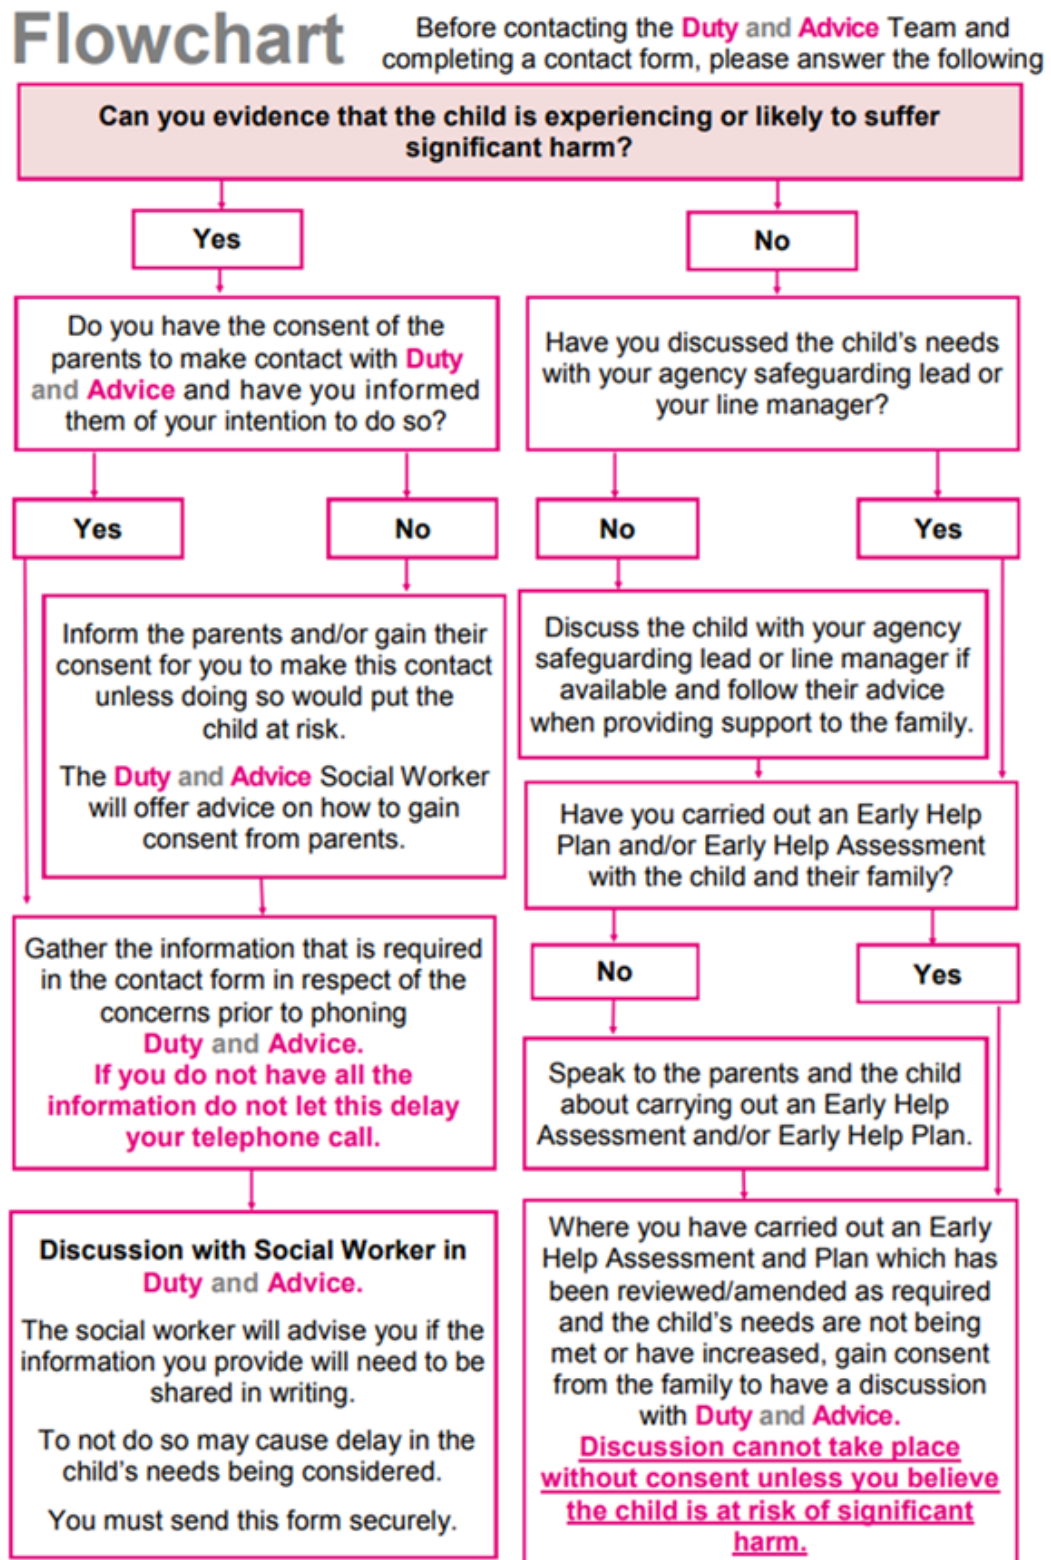 Flowchart
Before contacting the Duty and Advice Team and
completing a contact form, please answer the following
Can you evidence that the child is experiencing or likely to suffer
significant harm?
Yes
No
Do you have the consent of the
parents to make contact with Duty
and Advice and have you informed
them of your intention to do so?
Have you discussed the child's needs
with your agency safeguarding lead or
your line manager?
Yes
No
No
Yes
Inform the parents and/or gain their
consent for you to make this contact
unless doing so would put the
child at risk.
The Duty and Advice Social Worker
will offer advice on how to gain
consent from parents.
Discuss the child with your agency
safeguarding lead or line manager if
available and follow their advice
when providing support to the family.
Have you carried out an Early Help
Plan and/or Early Help Assessment
with the child and their family?
Gather the information that is required
in the contact form in respect of the
concerns prior to phoning
Duty and Advice.
If you do not have all the
information do not let this delay
your telephone call.
No
Yes
Speak to the parents and the child
about carrying out an Early Help
Assessment and/or Early Help Plan.
Discussion with Social Worker in
Duty and Advice.
The social worker will advise you if the
information you provide will need to be
shared in writing.
To not do so may cause delay in the
child's needs being considered.
You must send this form securely.
Where you have carried out an Early
Help Assessment and Plan which has
been reviewed/amended as required
and the child's needs are not being
met or have increased, gain consent
from the family to have a discussion
with Duty and Advice.
Discussion cannot take place
without consent unless you believe
the child is at risk of significant
harm.